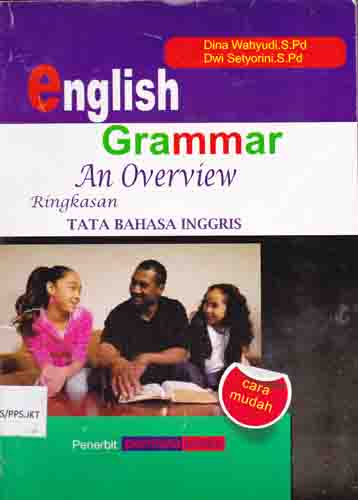 Dina Wahyudi.S.Pd
Dwi Setyorini.S.Pd
english
Grammar
An Overview
Ringkasan
TATA BAHASA INGGRIS
cara
mudah
S/PPS.JKT
Penerbit